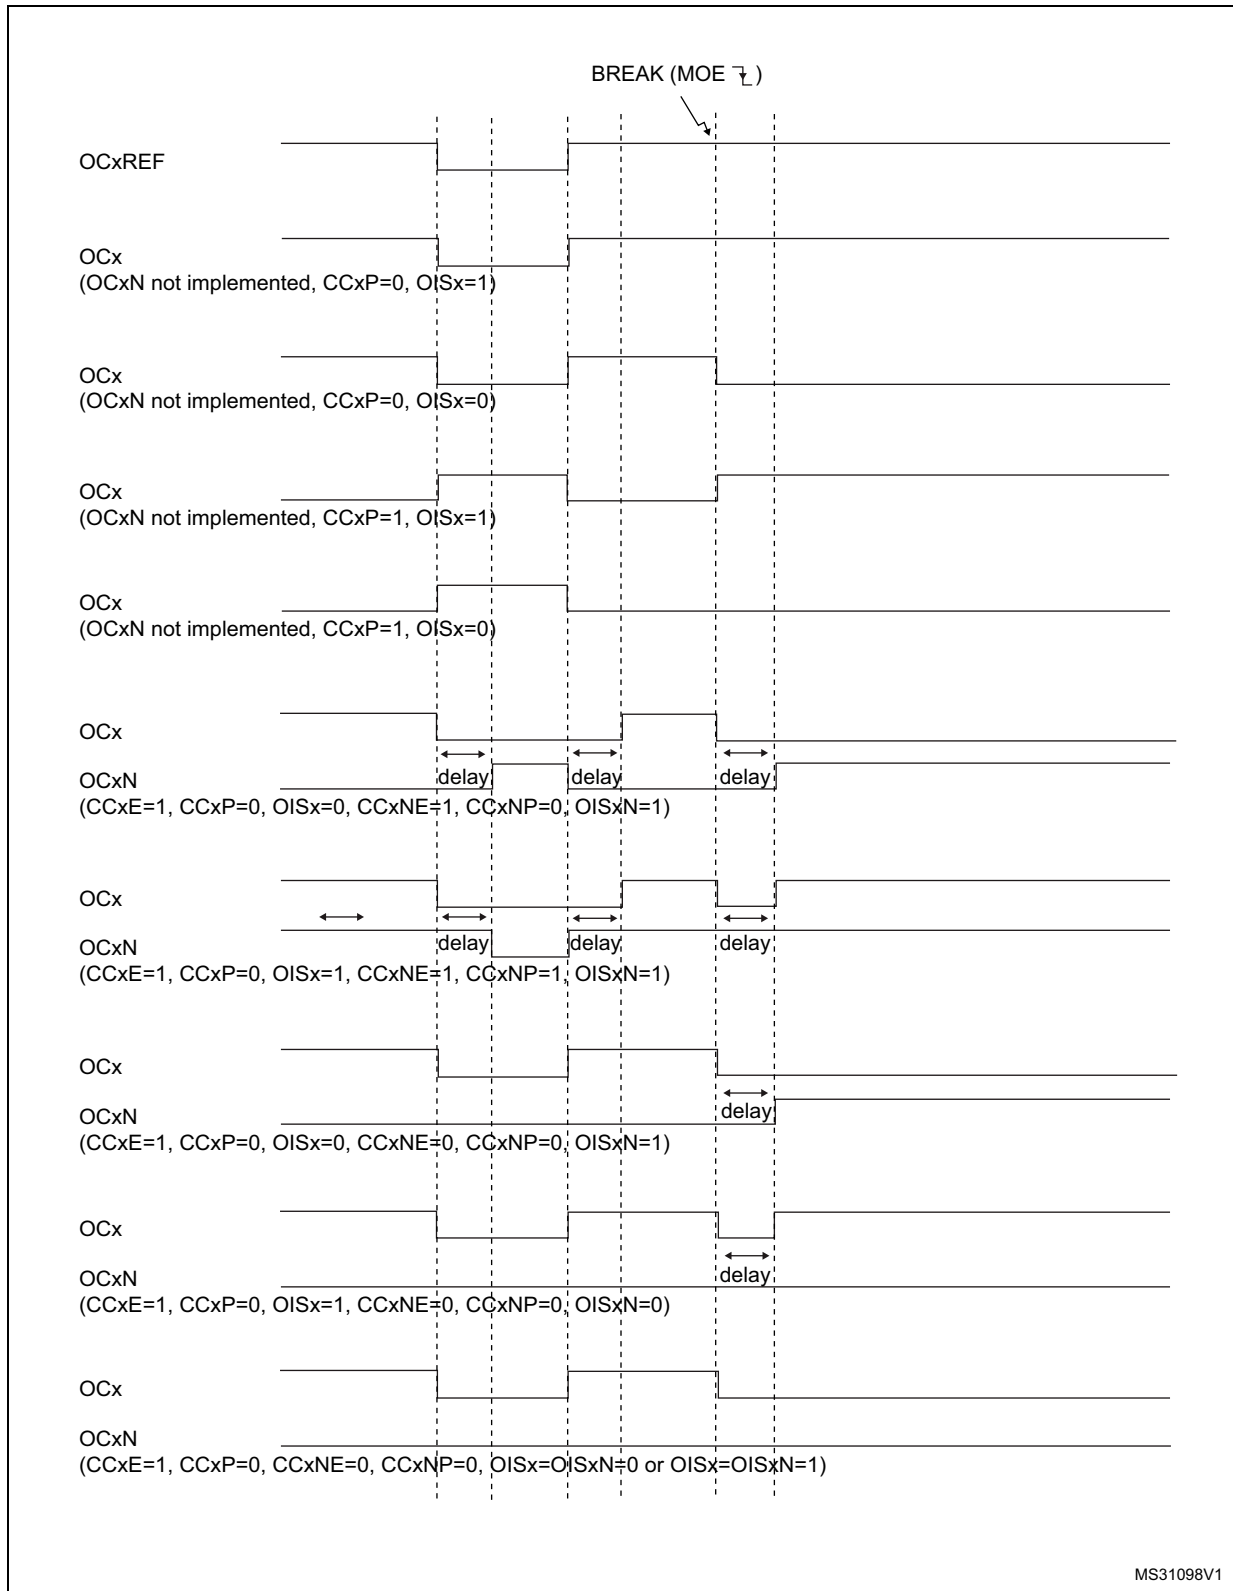 BREAK (MOE )
OCxREF
OCx
(OCxN not implemented, CCxP=0, OISx=1)
OCx
(OCxN not implemented, CCxP=0, OISx=0)
OCx
(OCxN not implemented, CCxP=1, OISx=1)
OCx
(OCxN not implemented, CCxP=1, OISx=0)
OCx
OCxN delay delay delay
(CCxE=1, CCxP=0, OISx=0, CCxNE=1, CCxNP=0, OISxN=1)
OCx
OCxN delay delay delay
(CCxE=1, CCxP=0, OISx=1, CCxNE=1, CCxNP=1, OISxN=1)
OCx
OCxN delay
(CCxE=1, CCxP=0, OISx=0, CCxNE=0, CCxNP=0, OISxN=1)
OCx
OCxN delay
(CCxE=1, CCxP=0, OISx=1, CCxNE=0, CCxNP=0, OISxN=0)
OCx
OCxN
(CCxE=1, CCxP=0, CCxNE=0, CCxNP=0, OISx=OISxN=0 or OISx=OISxN=1)
MS31098V1